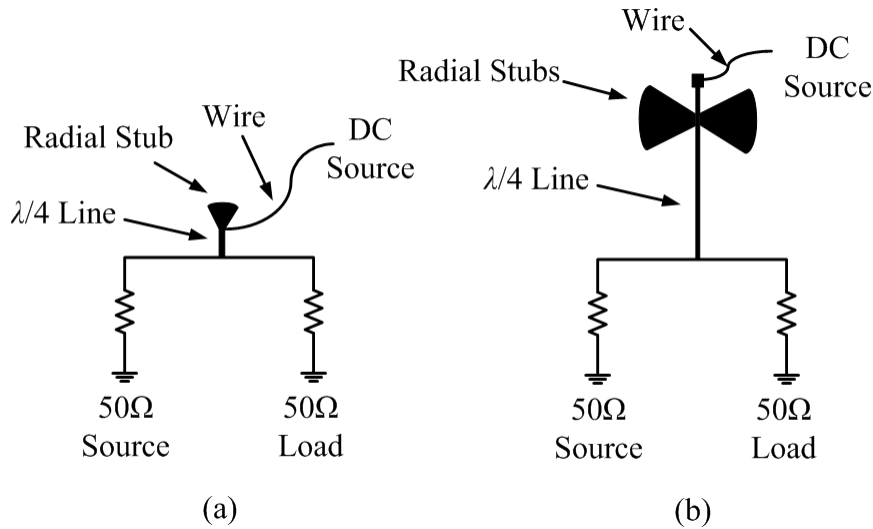 Radial Stub
Wire
DC
Source
λ/4 Line
50Ω
Source
50Ω
Load
(a)
Wire
DC
Source
Radial Stubs
λ/4 Line
50Ω
Source
50Ω
Load
(b)